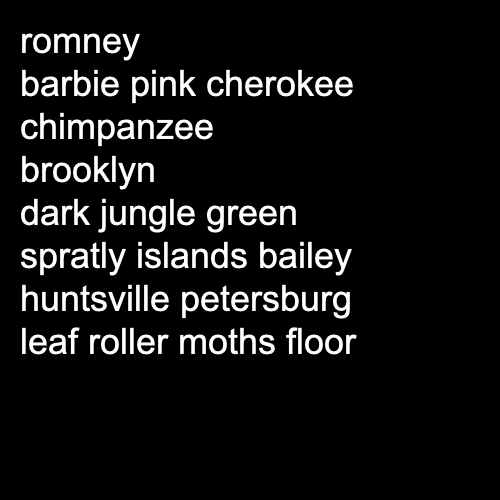 romney
barbie pink cherokee
chimpanzee
brooklyn
dark jungle green
spratly islands bailey
huntsville petersburg
leaf roller moths floor